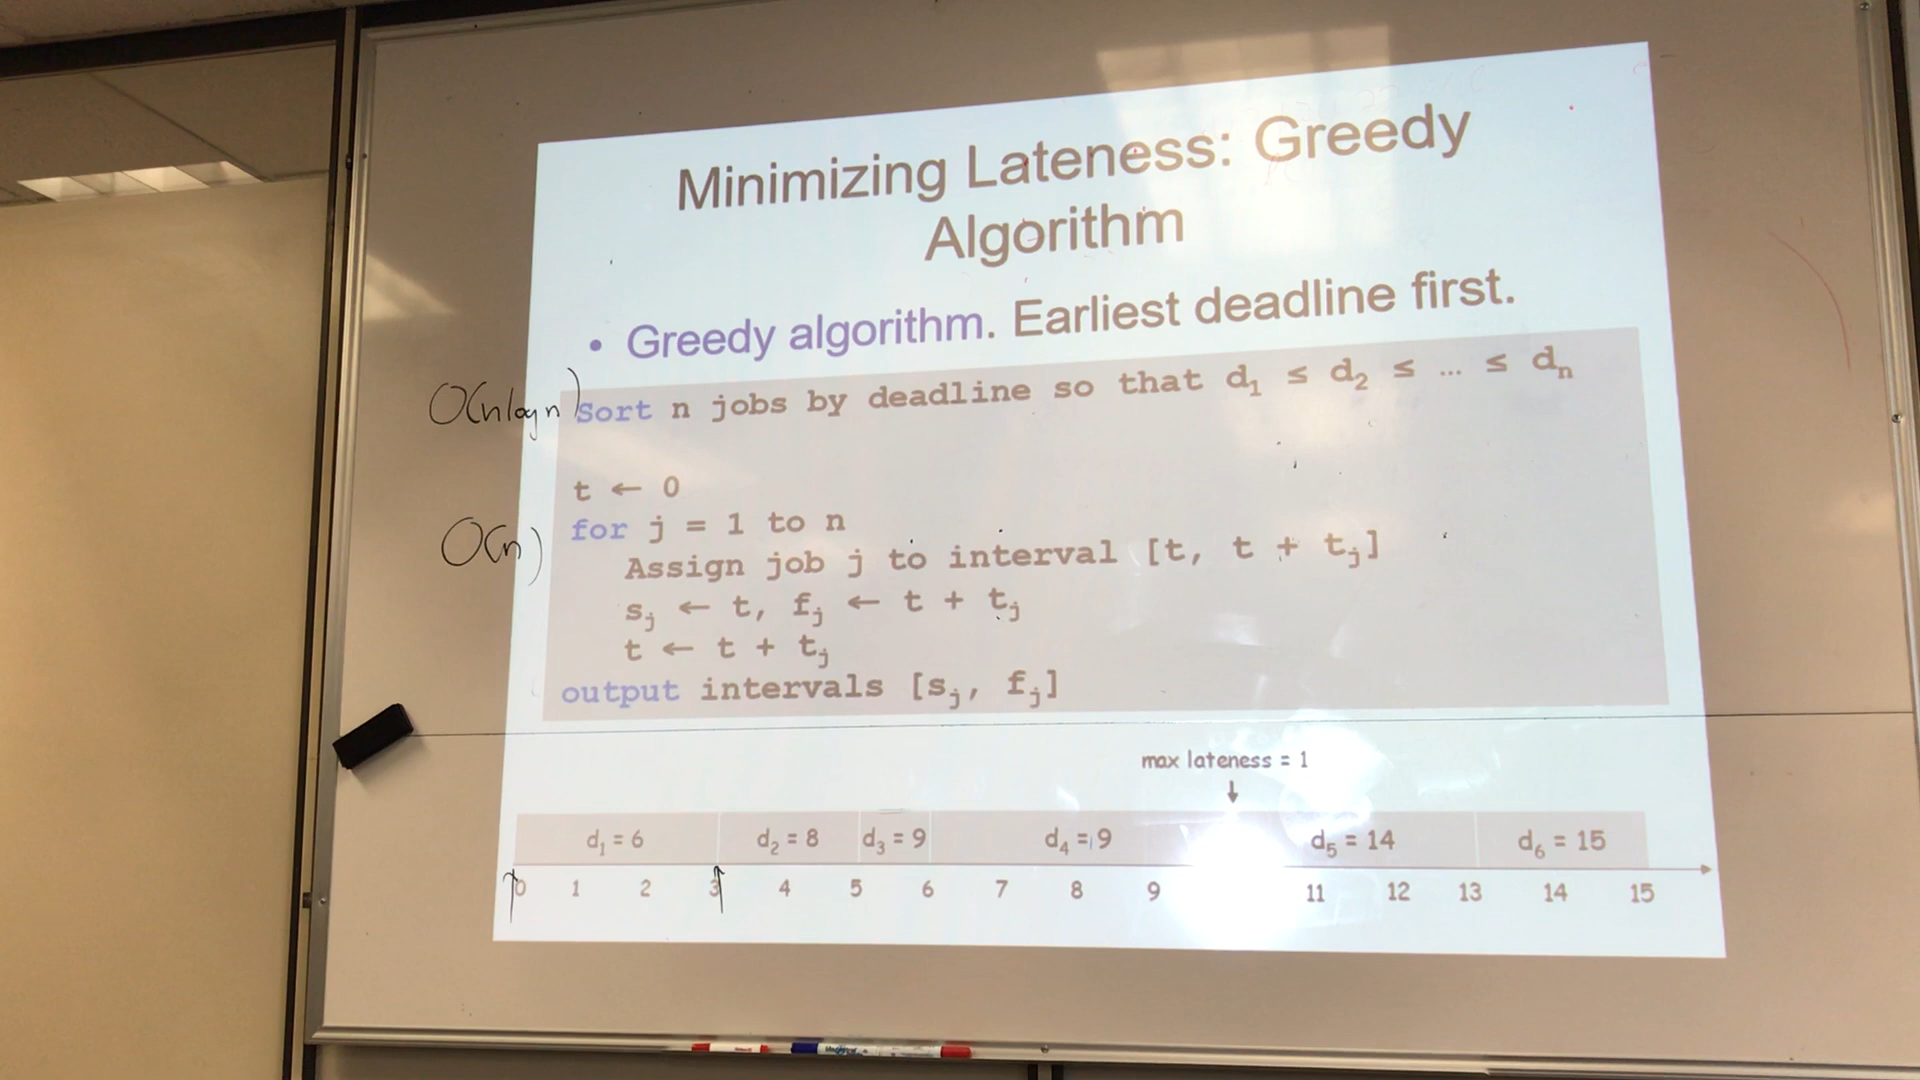 Minimizing Lateness: Greedy
Algorithm
• Greedy algorithm. Earliest deadline first.
O(n log n) Sort n jobs by deadline so that d₁ ≤ d₂ ≤ … ≤ dₙ
t ← 0
O(n) for j = 1 to n
Assign job j to interval [t, t + tⱼ]
sⱼ ← t, fⱼ ← t + tⱼ
t ← t + tⱼ
output intervals [sⱼ, fⱼ]
max lateness = 1
d₁ = 6 d₂ = 8 d₃ = 9 d₄ = 9 d₅ = 14 d₆ = 15
0 1 2 3 4 5 6 7 8 9 11 12 13 14 15